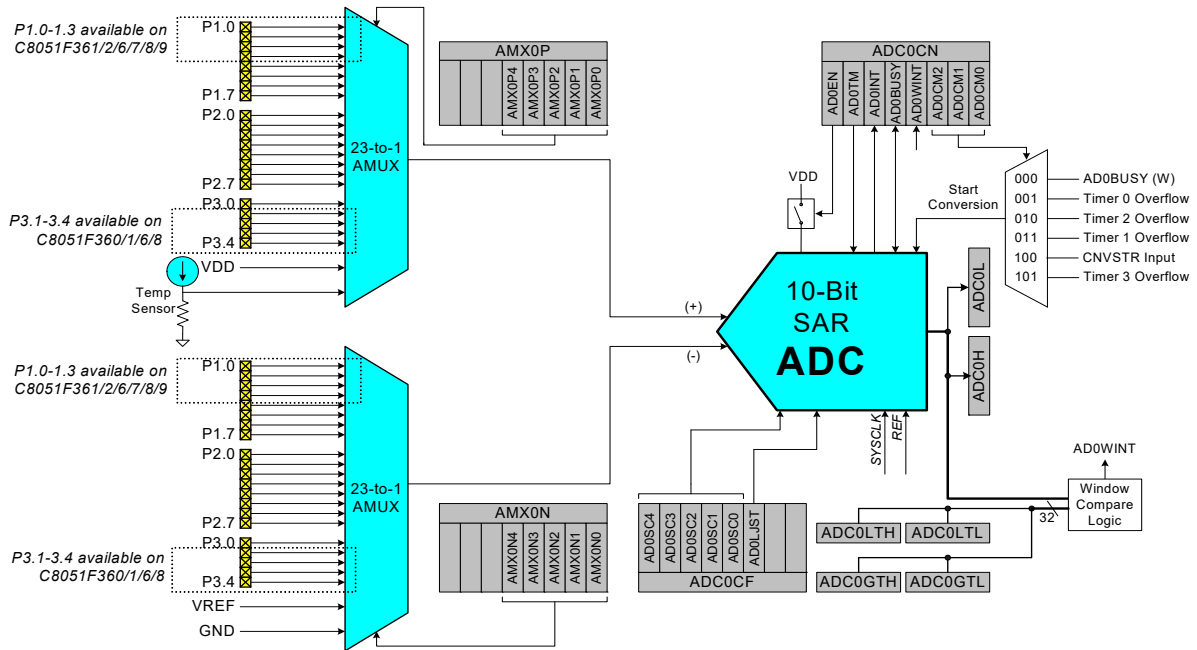 P1.0-1.3 available on
C8051F361/2/6/7/8/9
P1.0
P1.7
P2.0
P2.7
P3.0
P3.1-3.4 available on
C8051F360/1/6/8
P3.4
VDD
Temp
Sensor
23-to-1
AMUX
AMX0P
AMX0P4
AMX0P3
AMX0P2
AMX0P1
AMX0P0
ADC0CN
AD0EN
AD0TM
AD0INT
AD0BUSY
AD0WINT
AD0CM2
AD0CM1
AD0CM0
VDD
Start
Conversion
000
AD0BUSY (W)
001
Timer 0 Overflow
010
Timer 2 Overflow
011
Timer 1 Overflow
100
CNVSTR Input
101
Timer 3 Overflow
(+)
(-)
10-Bit
SAR
ADC
ADC0L
ADC0H
SYSCLK
REF
P1.0-1.3 available on
C8051F361/2/6/7/8/9
P1.0
P1.7
P2.0
P2.7
P3.0
P3.1-3.4 available on
C8051F360/1/6/8
P3.4
VREF
GND
23-to-1
AMUX
AMX0N
AMX0N4
AMX0N3
AMX0N2
AMX0N1
AMX0N0
AD0SC4
AD0SC3
AD0SC2
AD0SC1
AD0SC0
AD0LJST
ADC0CF
AD0WINT
Window
Compare
Logic
32
ADC0LTH
ADC0LTL
ADC0GTH
ADC0GTL